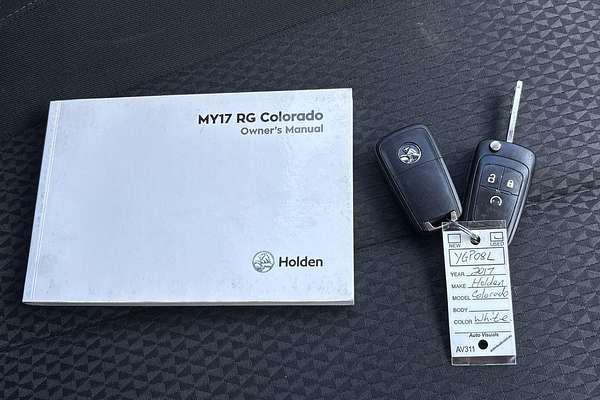 MY17 RG Colorado
Owner's Manual
Holden
NEW USED
YGP08L
YEAR 2017
MAKE Holden
MODEL Colorado
BODY
COLOR White
Auto Visuals
AV311